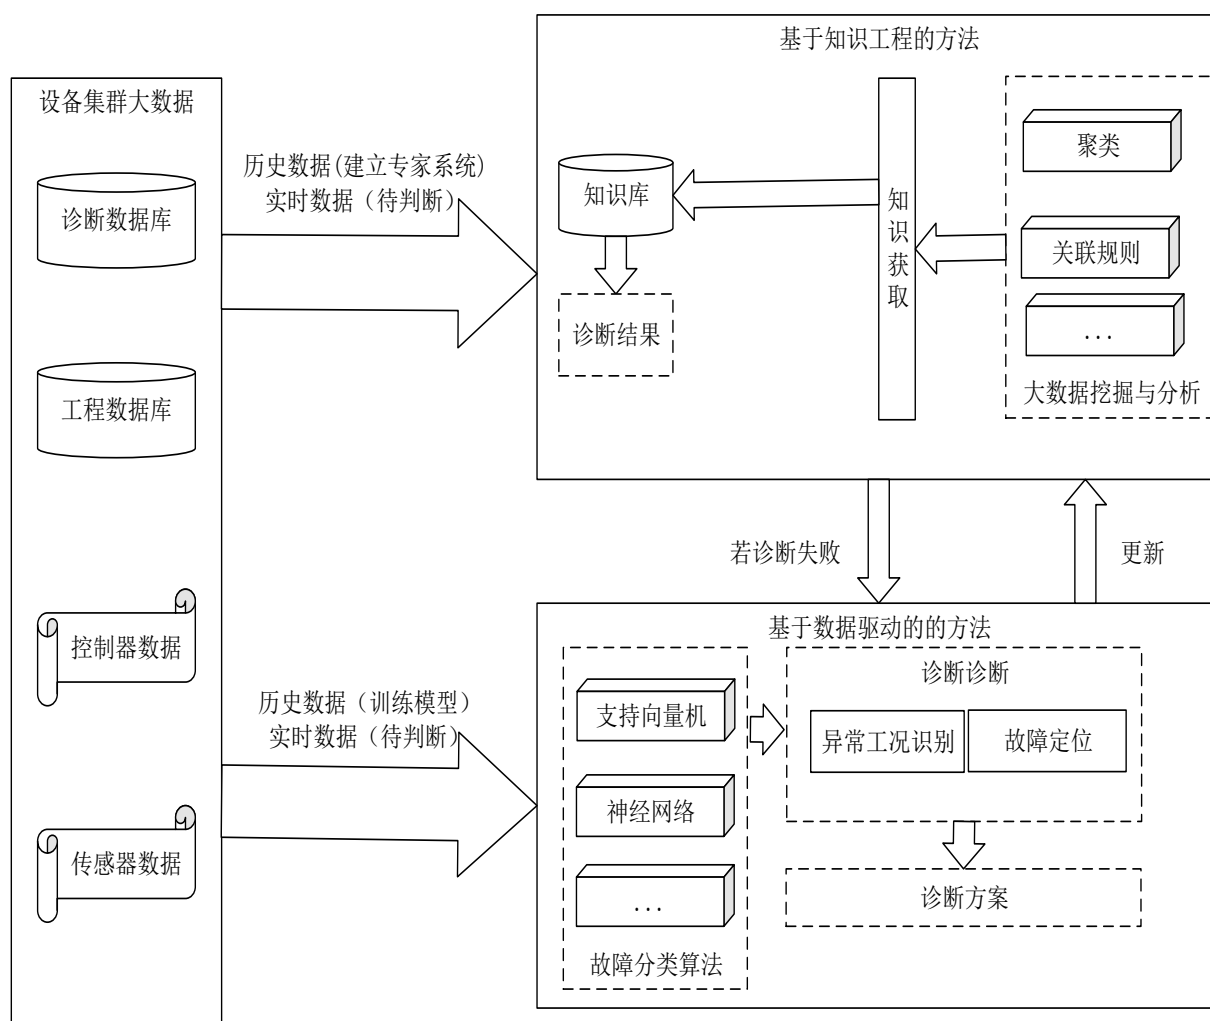 设备集群大数据
诊断数据库
工程数据库
控制器数据
传感器数据
历史数据(建立专家系统)
实时数据（待判断）
历史数据（训练模型）
实时数据（待判断）
基于知识工程的方法
知识库
诊断结果
知识获取
聚类
关联规则
...
大数据挖掘与分析
若诊断失败
更新
基于数据驱动的的方法
支持向量机
神经网络
...
故障分类算法
诊断诊断
异常工况识别
故障定位
诊断方案